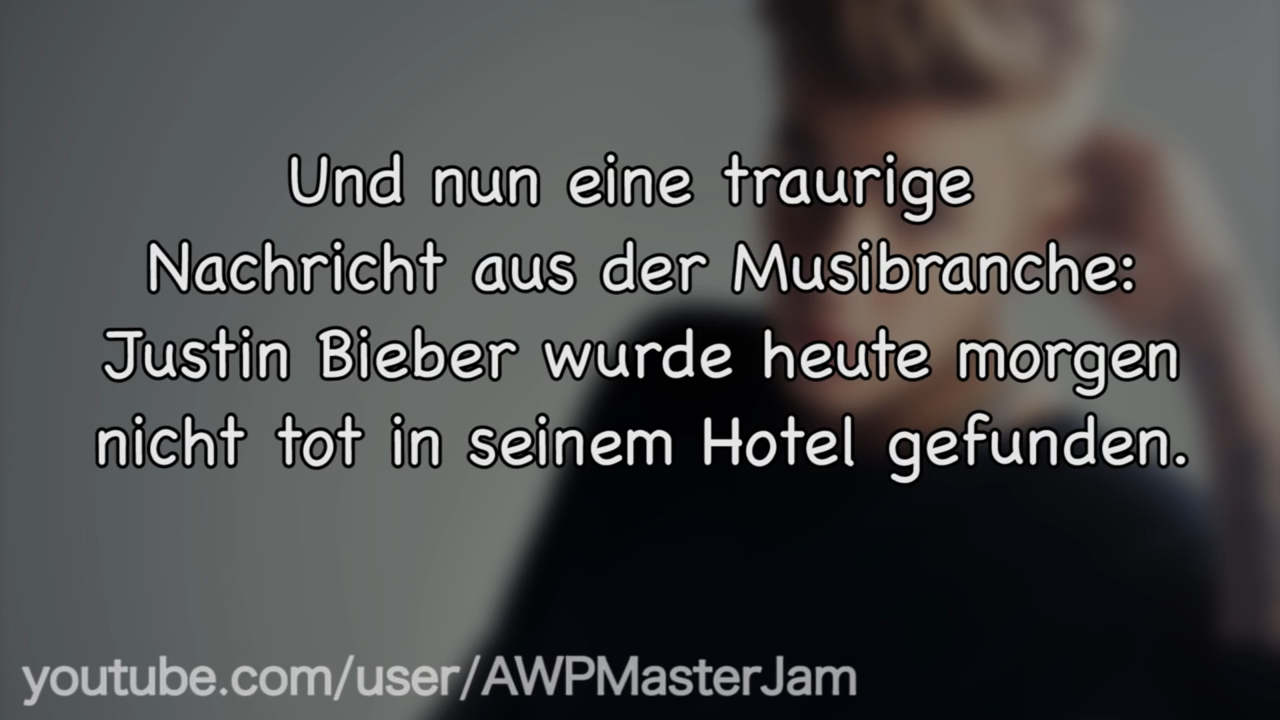 Und nun eine traurige
Nachricht aus der Musibranche:
Justin Bieber wurde heute morgen
nicht tot in seinem Hotel gefunden.
youtube.com/user/AWPMasterJam